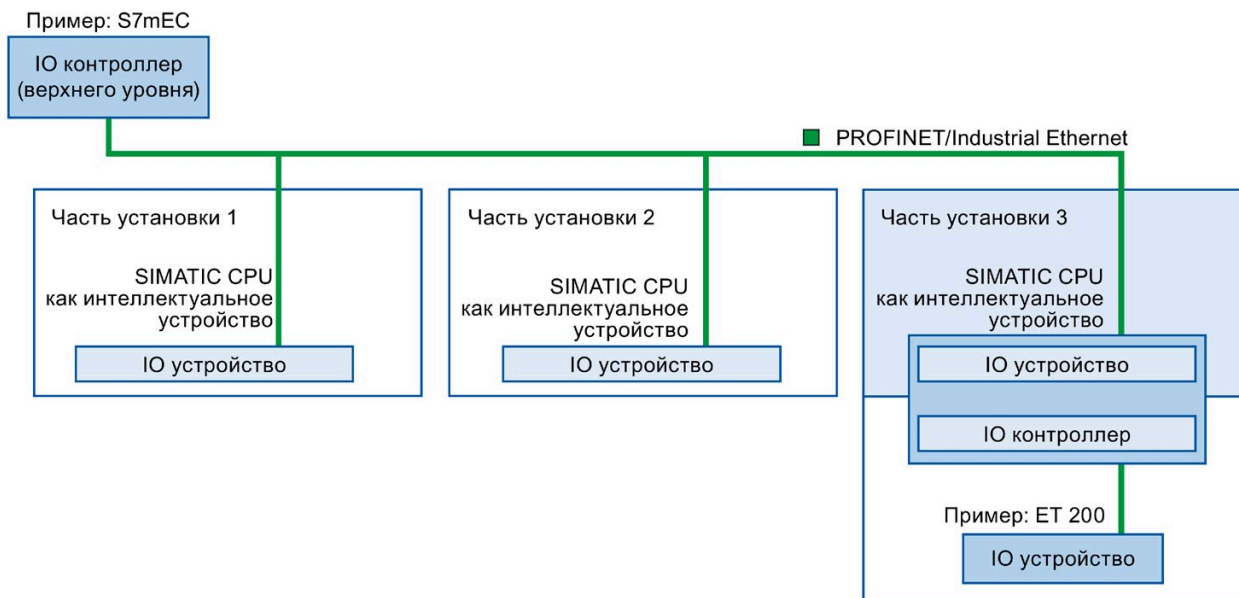 Пример: S7mEC
IO контроллер
(верхнего уровня)
PROFINET/Industrial Ethernet
Часть установки 1
SIMATIC CPU
как интеллектуальное
устройство
IO устройство
Часть установки 2
SIMATIC CPU
как интеллектуальное
устройство
IO устройство
Часть установки 3
SIMATIC CPU
как интеллектуальное
устройство
IO устройство
IO контроллер
Пример: ET 200
IO устройство